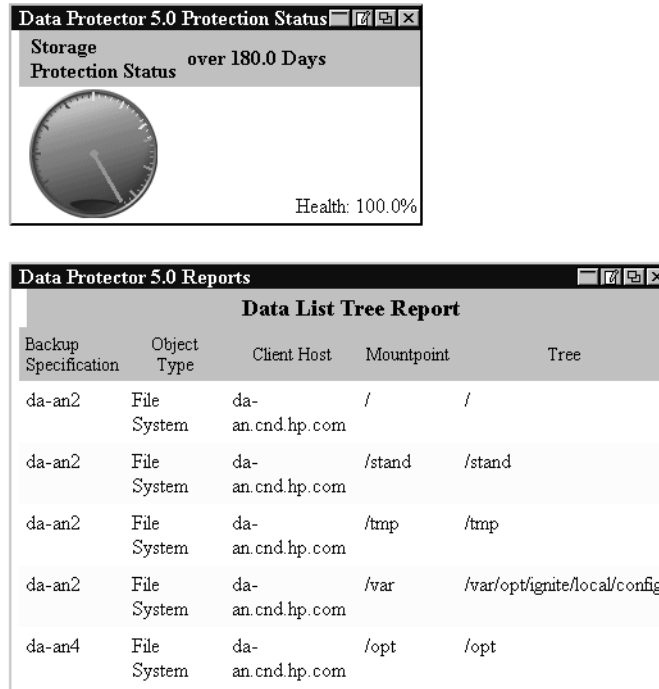 Data Protector 5.0 Protection Status
Storage
Protection Status
over 180.0 Days
Health: 100.0%
Data Protector 5.0 Reports
Data List Tree Report
Backup
Specification
Object
Type
Client Host
Mountpoint
Tree
da-an2
File
System
da-
an.cnd.hp.com
/
/
da-an2
File
System
da-
an.cnd.hp.com
/stand
/stand
da-an2
File
System
da-
an.cnd.hp.com
/tmp
/tmp
da-an2
File
System
da-
an.cnd.hp.com
/var
/var/opt/ignite/local/config
da-an4
File
System
da-
an.cnd.hp.com
/opt
/opt